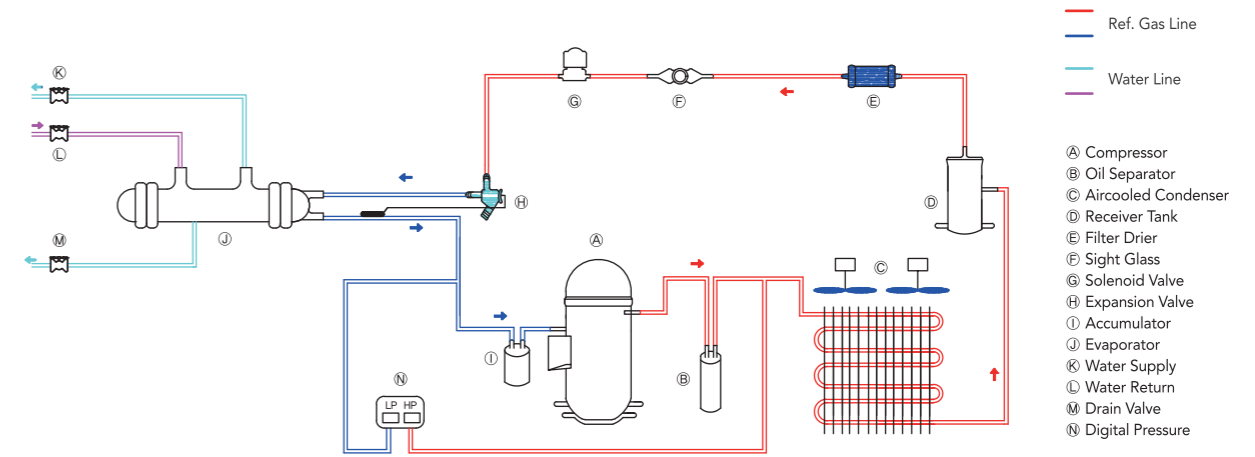 Ref. Gas Line
Water Line
Ⓐ Compressor
Ⓑ Oil Separator
Ⓒ Aircooled Condenser
Ⓓ Receiver Tank
Ⓔ Filter Drier
Ⓕ Sight Glass
Ⓖ Solenoid Valve
Ⓗ Expansion Valve
Ⓘ Accumulator
Ⓙ Evaporator
Ⓚ Water Supply
Ⓛ Water Return
Ⓜ Drain Valve
Ⓝ Digital Pressure
Ⓚ
Ⓛ
Ⓖ
Ⓕ
Ⓔ
Ⓗ
Ⓓ
Ⓜ
Ⓙ
Ⓐ
Ⓒ
Ⓘ
Ⓝ
Ⓑ
LP HP